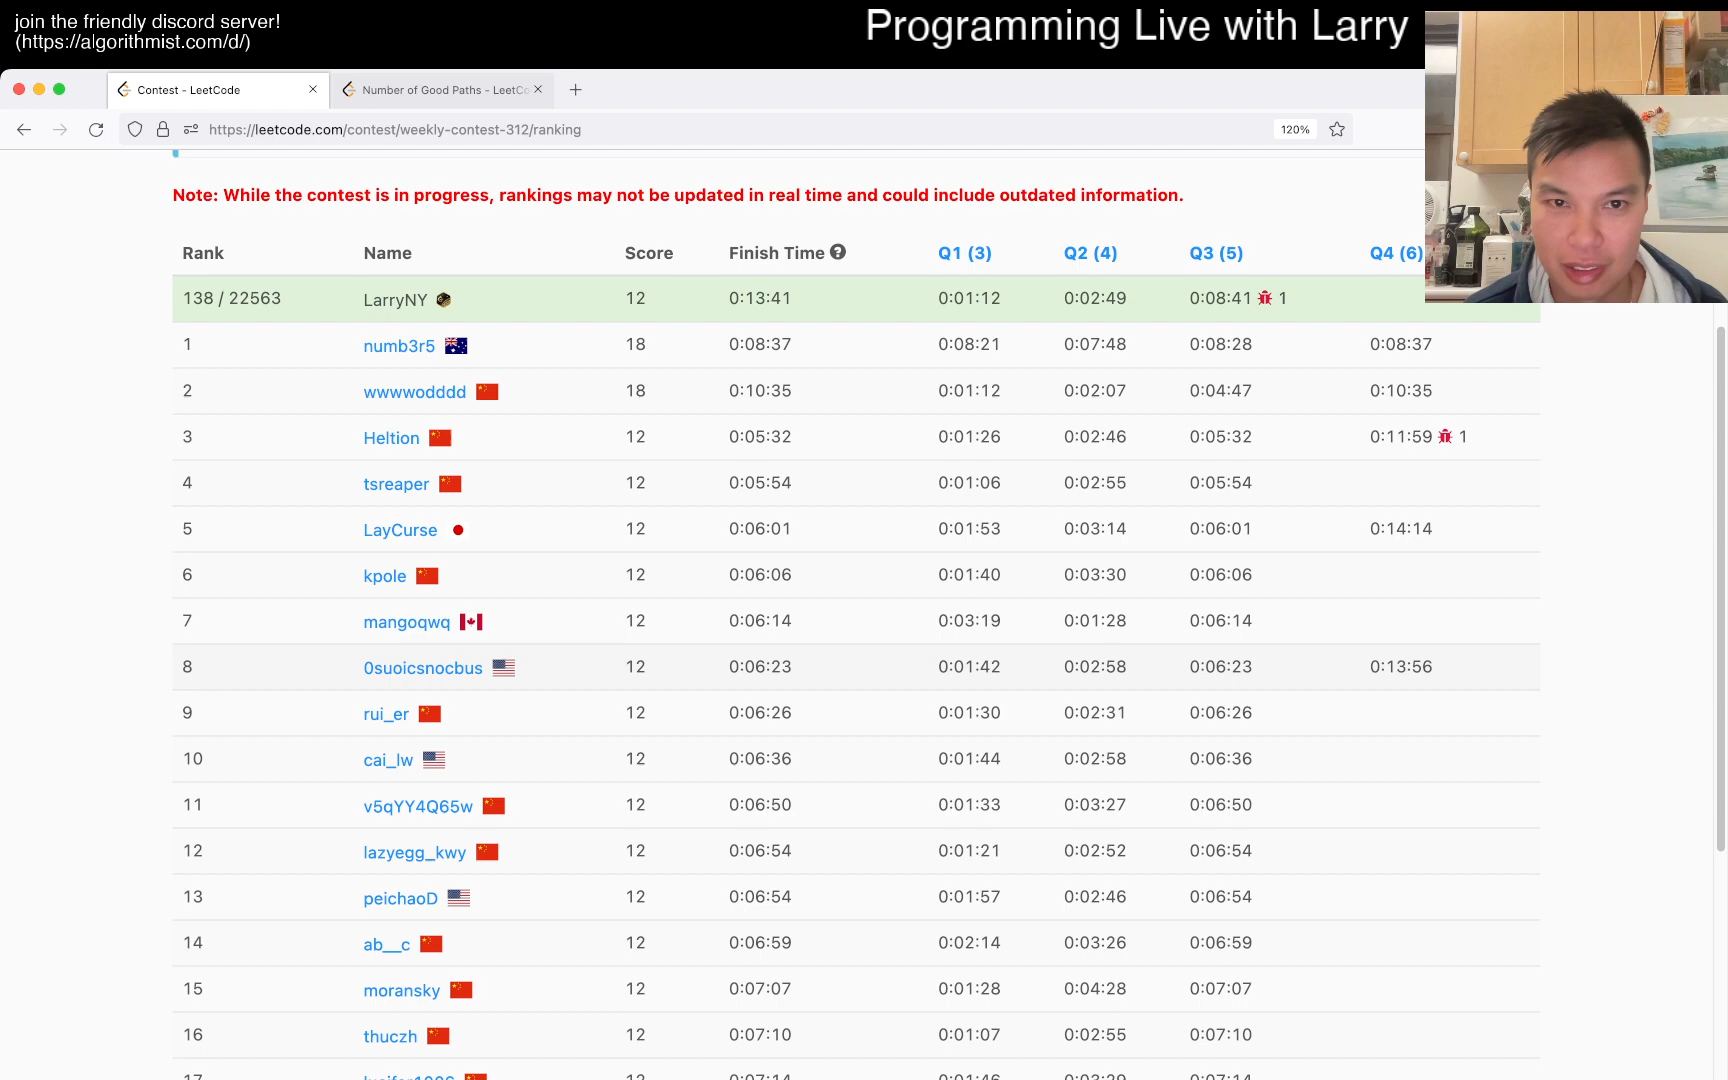 join the friendly discord server!
(https://algorithmist.com/d/)
Programming Live with Larry
Contest - LeetCode
Number of Good Paths - LeetCo
https://leetcode.com/contest/weekly-contest-312/ranking
120%
Note: While the contest is in progress, rankings may not be updated in real time and could include outdated information.
Rank Name Score Finish Time Q1 (3) Q2 (4) Q3 (5) Q4 (6)
138 / 22563 LarryNY 12 0:13:41 0:01:12 0:02:49 0:08:41 1
1 numb3r5 18 0:08:37 0:08:21 0:07:48 0:08:28 0:08:37
2 wwwwodddd 18 0:10:35 0:01:12 0:02:07 0:04:47 0:10:35
3 Heltion 12 0:05:32 0:01:26 0:02:46 0:05:32 0:11:59 1
4 tsreaper 12 0:05:54 0:01:06 0:02:55 0:05:54
5 LayCurse 12 0:06:01 0:01:53 0:03:14 0:06:01 0:14:14
6 kpole 12 0:06:06 0:01:40 0:03:30 0:06:06
7 mangoqwq 12 0:06:14 0:03:19 0:01:28 0:06:14
8 0suoicsnocbus 12 0:06:23 0:01:42 0:02:58 0:06:23 0:13:56
9 rui_er 12 0:06:26 0:01:30 0:02:31 0:06:26
10 cai_lw 12 0:06:36 0:01:44 0:02:58 0:06:36
11 v5qYY4Q65w 12 0:06:50 0:01:33 0:03:27 0:06:50
12 lazyegg_kwy 12 0:06:54 0:01:21 0:02:52 0:06:54
13 peichaoD 12 0:06:54 0:01:57 0:02:46 0:06:54
14 ab__c 12 0:06:59 0:02:14 0:03:26 0:06:59
15 moransky 12 0:07:07 0:01:28 0:04:28 0:07:07
16 thuczh 12 0:07:10 0:01:07 0:02:55 0:07:10